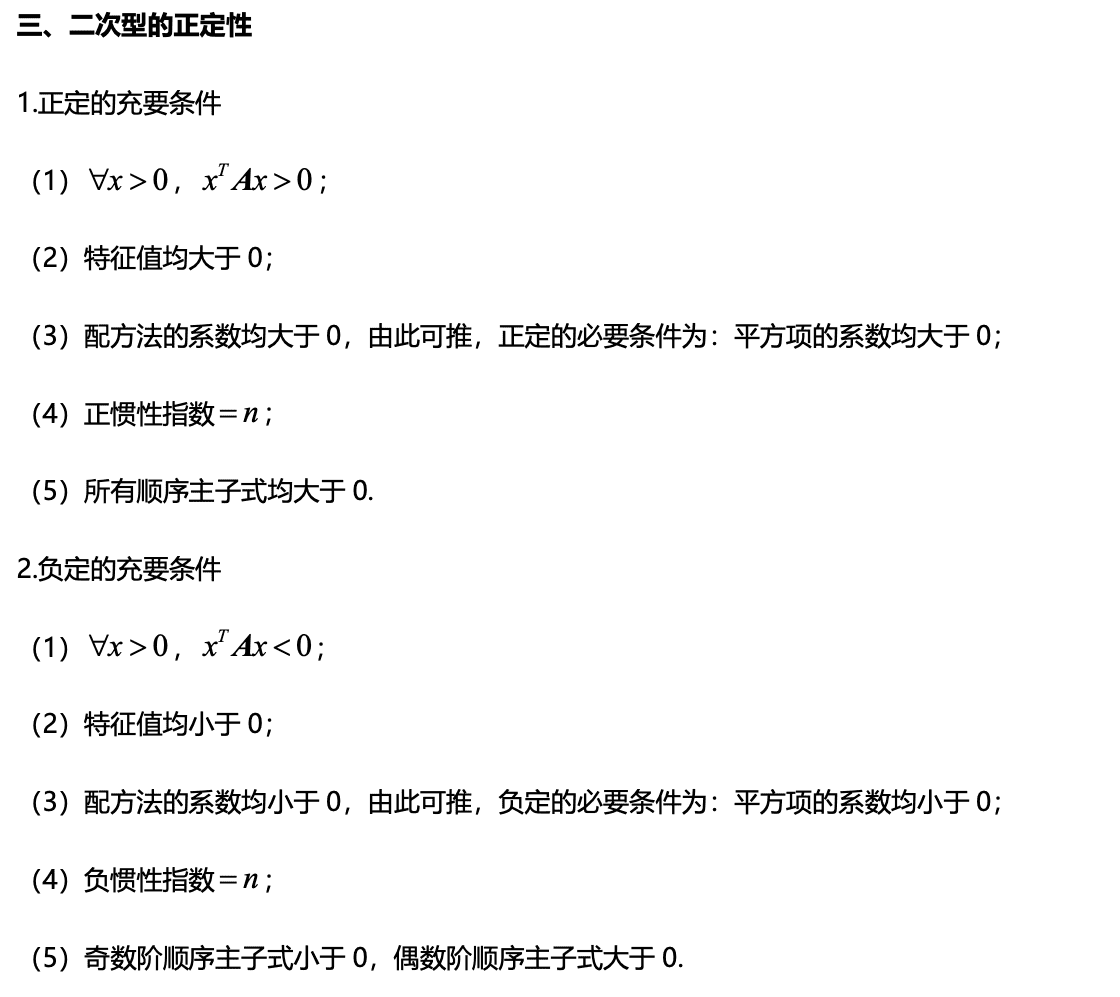 三、二次型的正定性
1.正定的充要条件
（1）∀x>0，x^T Ax>0；
（2）特征值均大于 0；
（3）配方法的系数均大于 0，由此可推，正定的必要条件为：平方项的系数均大于 0；
（4）正惯性指数=n；
（5）所有顺序主子式均大于 0.
2.负定的充要条件
（1）∀x>0，x^T Ax<0；
（2）特征值均小于 0；
（3）配方法的系数均小于 0，由此可推，负定的必要条件为：平方项的系数均小于 0；
（4）负惯性指数=n；
（5）奇数阶顺序主子式小于 0，偶数阶顺序主子式大于 0.